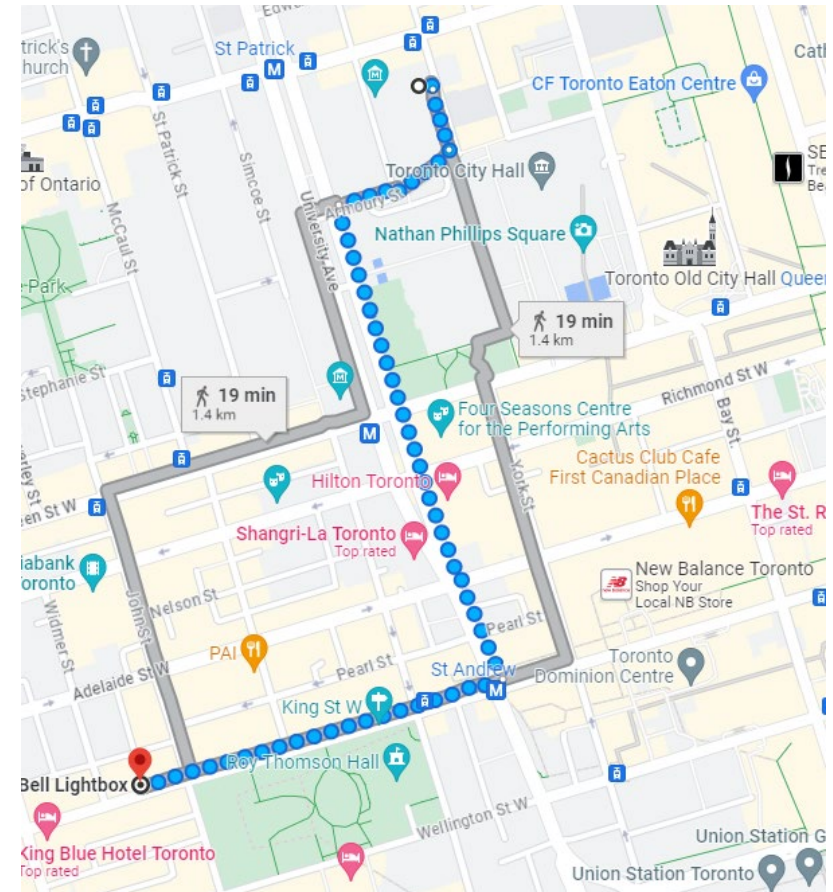 St Patrick
trick's
hurch
CF Toronto Eaton Centre
St Patrick St
Simcoe St
of Ontario
McCaul St
Toronto City Hall
Armoury St
University Ave
Nathan Phillips Square
Park
Toronto Old City Hall
Queen
19 min
1.4 km
Stephanie St
19 min
1.4 km
Richmond St W
Bay St.
Four Seasons Centre
for the Performing Arts
Cactus Club Cafe
First Canadian Place
Hilton Toronto
York St
The St. R
Top rated
en St W
Shangri-La Toronto
Top rated
iabank
oronto
John St
Widmer St
Nelson St
New Balance Toronto
Shop Your
Local NB Store
Pearl St
PAI
Pearl St
Adelaide St W
St Andrew
Toronto
Dominion Centre
King St W
Roy Thomson Hall
Bell Lightbox
Wellington St W
King Blue Hotel Toronto
Top rated
Union Station G
Union Station Toronto